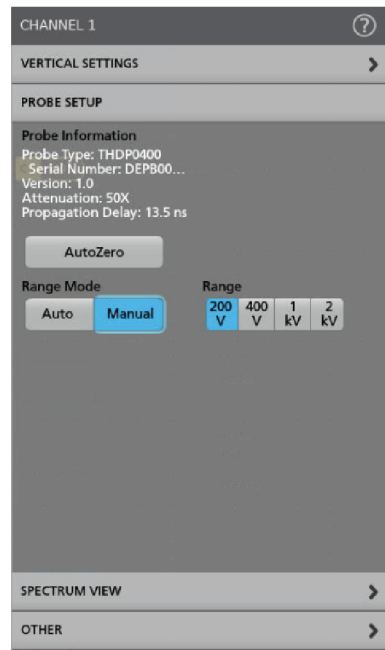 CHANNEL 1 ?
VERTICAL SETTINGS
PROBE SETUP
Probe Information
Probe Type: THDP0400
Serial Number: DEPB00...
Version: 1.0
Attenuation: 50X
Propagation Delay: 13.5 ns
AutoZero
Range Mode Range
Auto Manual 200 V 400 V 1 kV 2 kV
SPECTRUM VIEW
OTHER